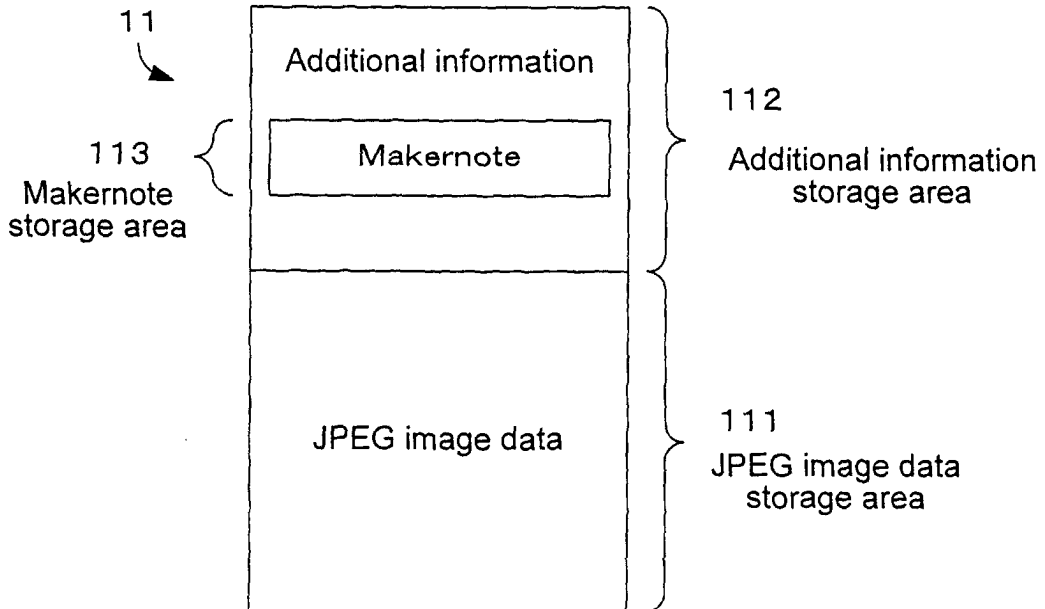 11
Additional information
112
113
Makernote
Additional information
storage area
Makernote
storage area
JPEG image data
111
JPEG image data
storage area